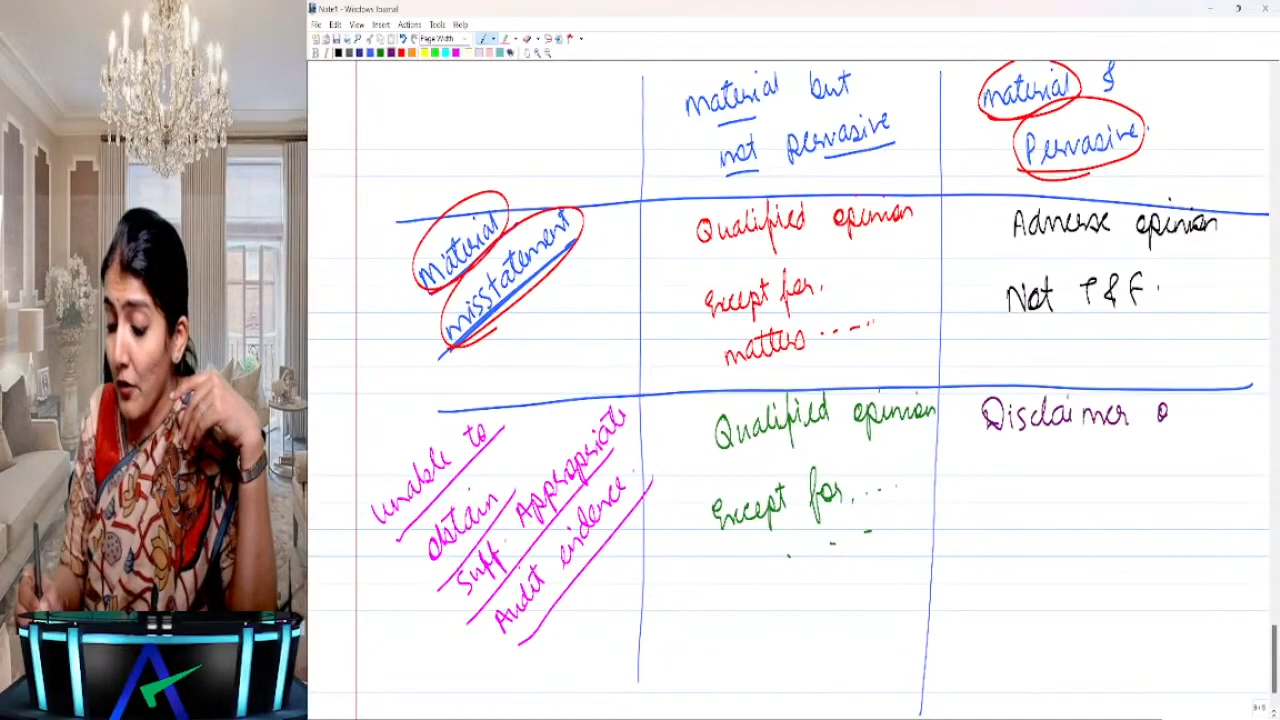 Note1 - Windows Journal
File Edit View Insert Actions Tools Help
Page Width
Material but
not Pervasive
material &
Pervasive.
Material
misstatement
Qualified opinion
Except for.
matters ....
Adverse opinion
Not T & F.
Unable to
obtain
Suff. Appropriate
Audit evidence.
Qualified opinion
Except for. ...
. . -
Disclaimer o
9/9